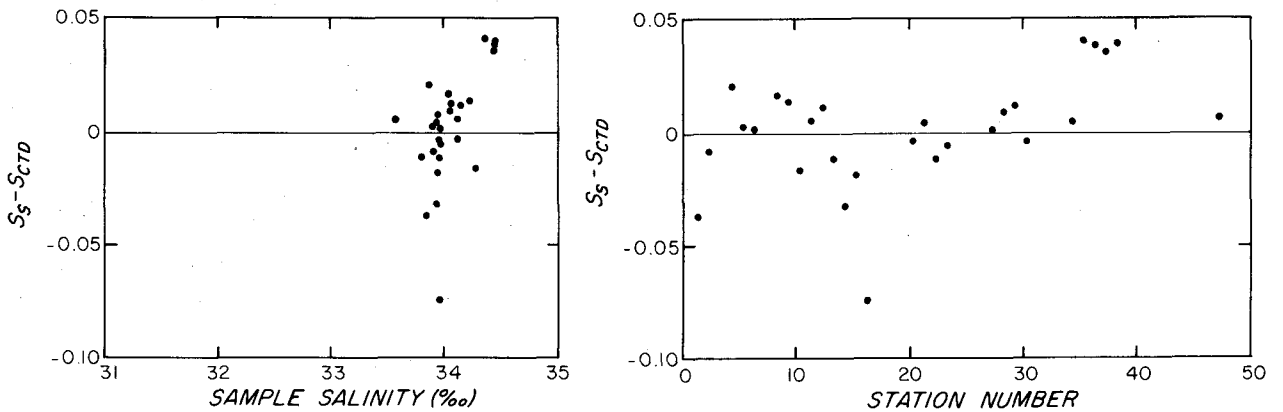 0.05
0
-0.05
-0.10
S_S - S_CTD
31 32 33 34 35
SAMPLE SALINITY (‰)
0.05
0
-0.05
-0.10
S_S - S_CTD
0 10 20 30 40 50
STATION NUMBER